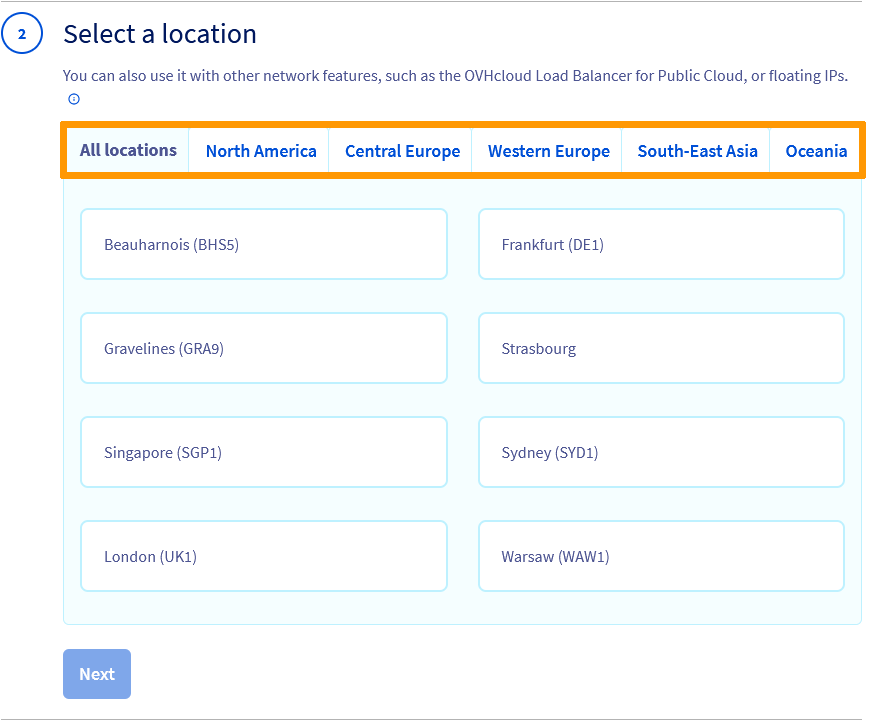 2
Select a location
You can also use it with other network features, such as the OVHcloud Load Balancer for Public Cloud, or floating IPs.
All locations North America Central Europe Western Europe South-East Asia Oceania
Beauharnois (BHS5) Frankfurt (DE1)
Gravelines (GRA9) Strasbourg
Singapore (SGP1) Sydney (SYD1)
London (UK1) Warsaw (WAW1)
Next